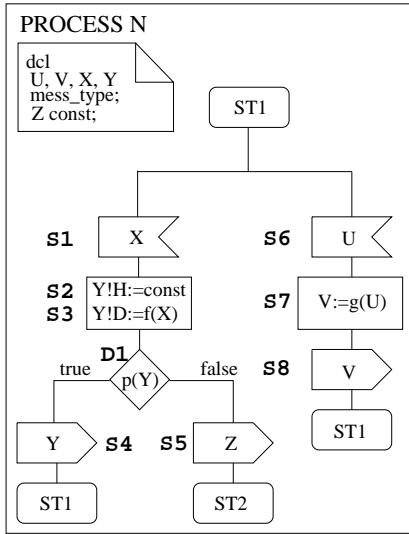 PROCESS N
dcl
U, V, X, Y
mess_type;
Z const;
ST1
S1
X
S6
U
S2
Y!H:=const
S3
Y!D:=f(X)
S7
V:=g(U)
D1
true
p(Y)
false
S8
V
Y
S4
S5
Z
ST1
ST1
ST2